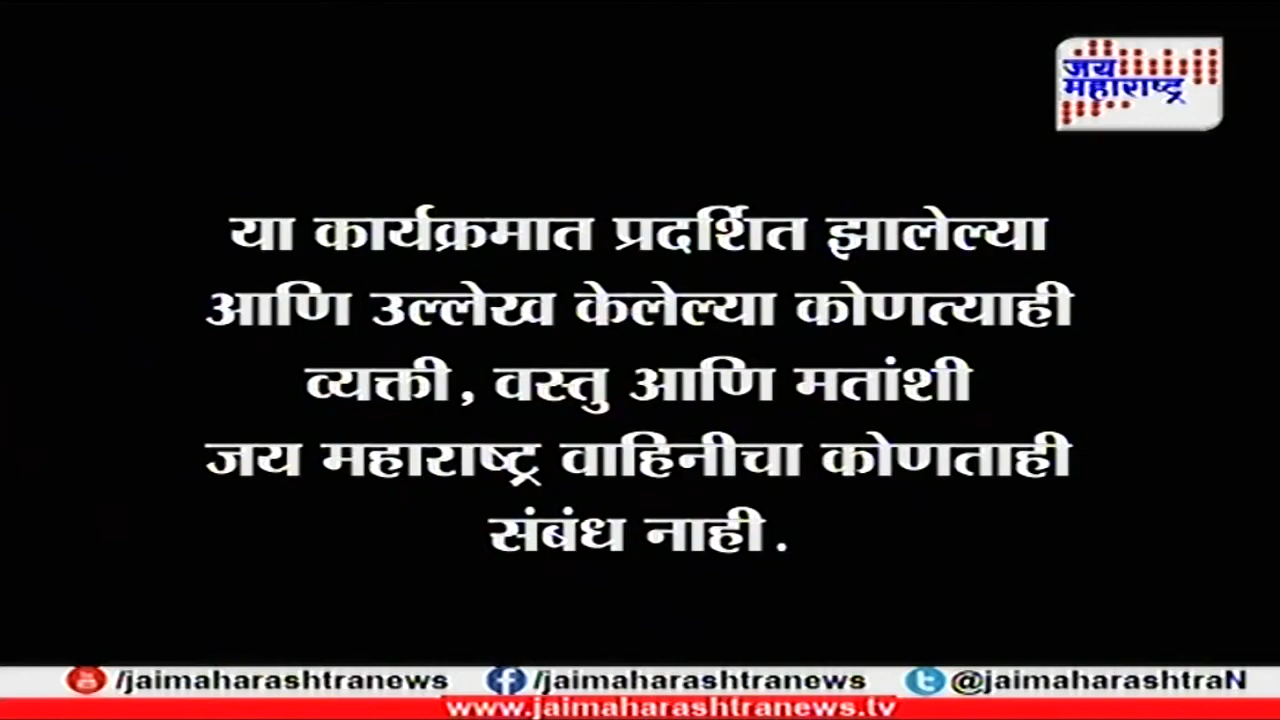 जय
महाराष्ट्र
या कार्यक्रमात प्रदर्शित झालेल्या
आणि उल्लेख केलेल्या कोणत्याही
व्यक्ती, वस्तु आणि मतांशी
जय महाराष्ट्र वाहिनीचा कोणताही
संबंध नाही.
/jaimaharashtranews /jaimaharashtranews @jaimaharashtraN
www.jaimaharashtranews.tv